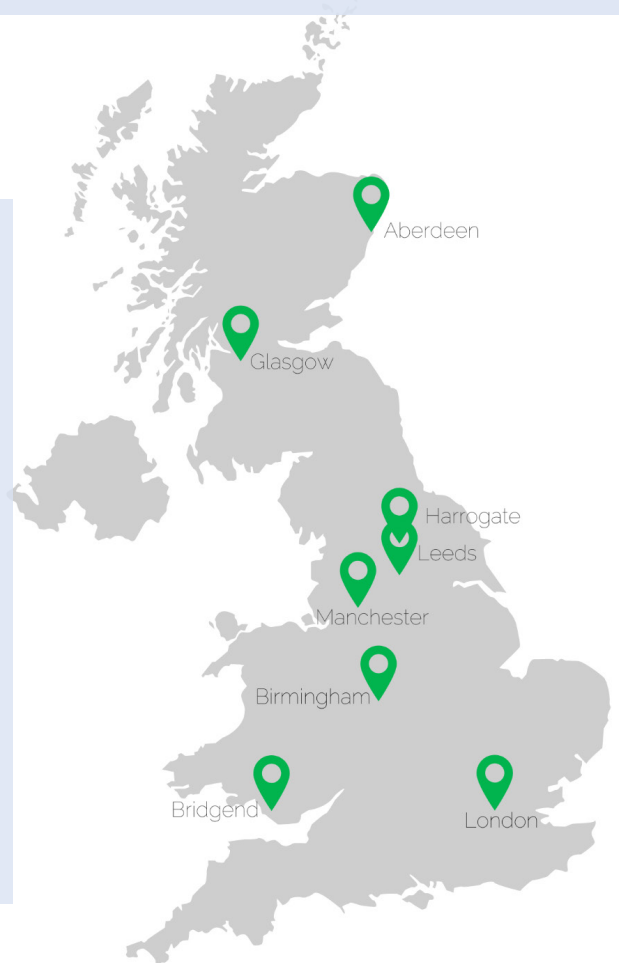 Aberdeen
Glasgow
Harrogate
Leeds
Manchester
Birmingham
Bridgend
London